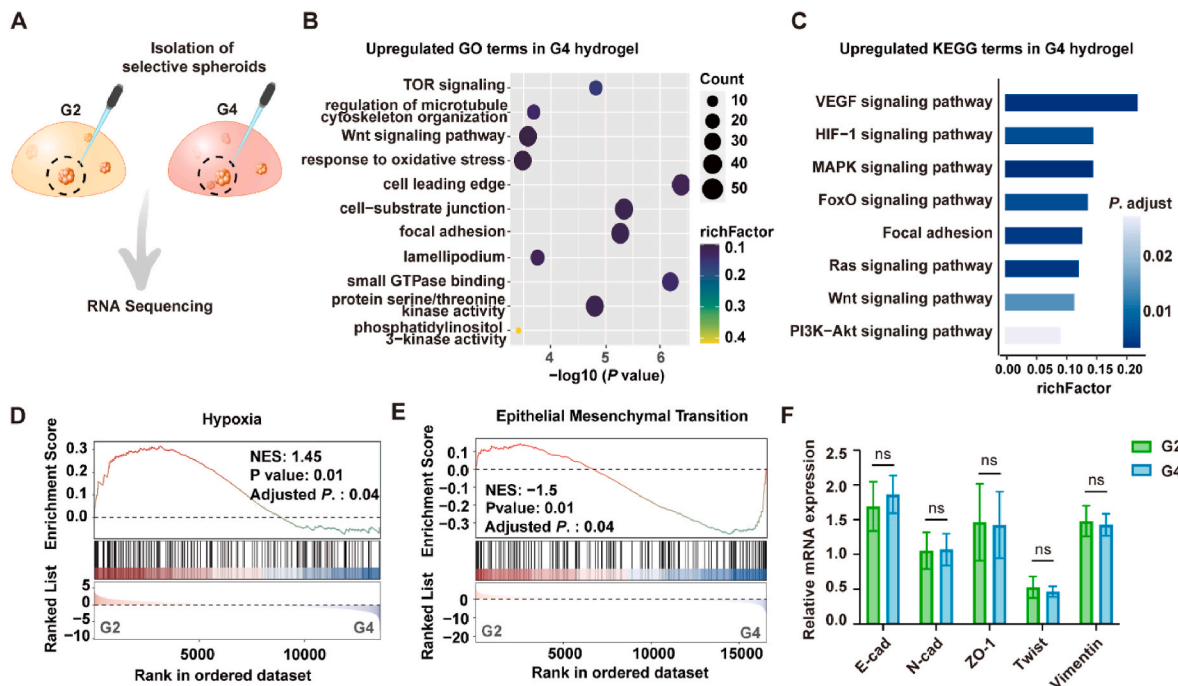 A
Isolation of
selective spheroids
G2
G4
RNA Sequencing
B
Upregulated GO terms in G4 hydrogel
TOR signaling
regulation of microtubule
cytoskeleton organization
Wnt signaling pathway
response to oxidative stress
cell leading edge
cell−substrate junction
focal adhesion
lamellipodium
small GTPase binding
protein serine/threonine
kinase activity
phosphatidylinositol
3−kinase activity
4
5
6
−log10 (P value)
Count
10
20
30
40
50
richFactor
0.1
0.2
0.3
0.4
C
Upregulated KEGG terms in G4 hydrogel
VEGF signaling pathway
HIF−1 signaling pathway
MAPK signaling pathway
FoxO signaling pathway
Focal adhesion
Ras signaling pathway
Wnt signaling pathway
PI3K−Akt signaling pathway
0.00 0.05 0.10 0.15 0.20
richFactor
P. adjust
0.02
0.01
D
Hypoxia
Enrichment Score
0.3
0.2
0.1
0.0
NES: 1.45
P value: 0.01
Adjusted P. : 0.04
Ranked List
5
0
−5
−10
G2
G4
5000 10000
Rank in ordered dataset
E
Epithelial Mesenchymal Transition
Enrichment Score
0.1
0.0
−0.1
−0.2
−0.3
NES: −1.5
Pvalue: 0.01
Adjusted P. : 0.04
Ranked List
0
−10
−20
G2
G4
5000 10000 15000
Rank in ordered dataset
F
Relative mRNA expression
2.5
2.0
1.5
1.0
0.5
0.0
ns
ns
ns
ns
ns
E-cad
N-cad
ZO-1
Twist
Vimentin
G2
G4